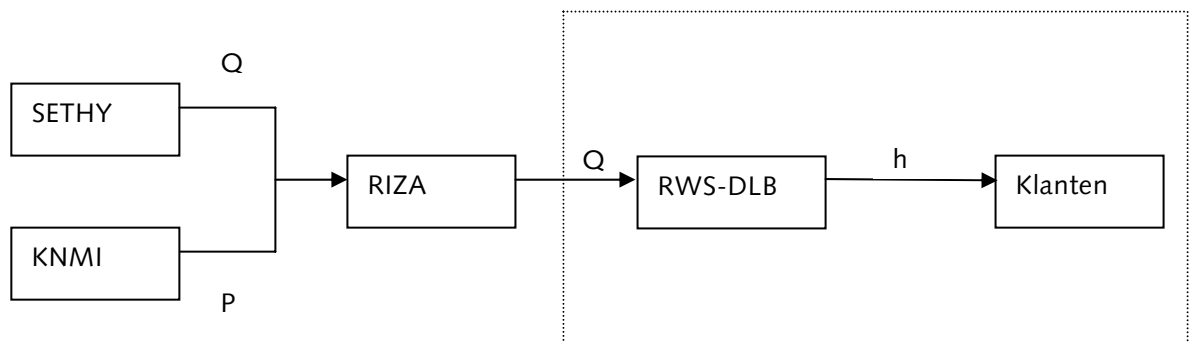 Q
SETHY
RIZA
Q
RWS-DLB
h
Klanten
KNMI
P